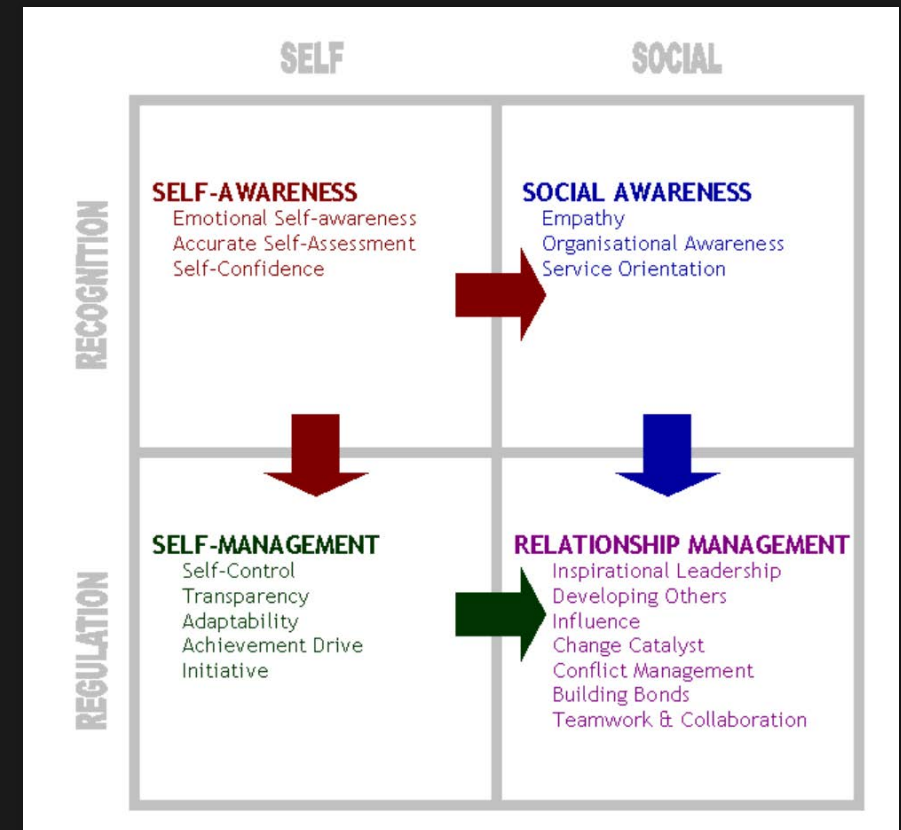 SELF
SOCIAL
RECOGNITION
SELF-AWARENESS
Emotional Self-awareness
Accurate Self-Assessment
Self-Confidence
SOCIAL AWARENESS
Empathy
Organisational Awareness
Service Orientation
REGULATION
SELF-MANAGEMENT
Self-Control
Transparency
Adaptability
Achievement Drive
Initiative
RELATIONSHIP MANAGEMENT
Inspirational Leadership
Developing Others
Influence
Change Catalyst
Conflict Management
Building Bonds
Teamwork & Collaboration